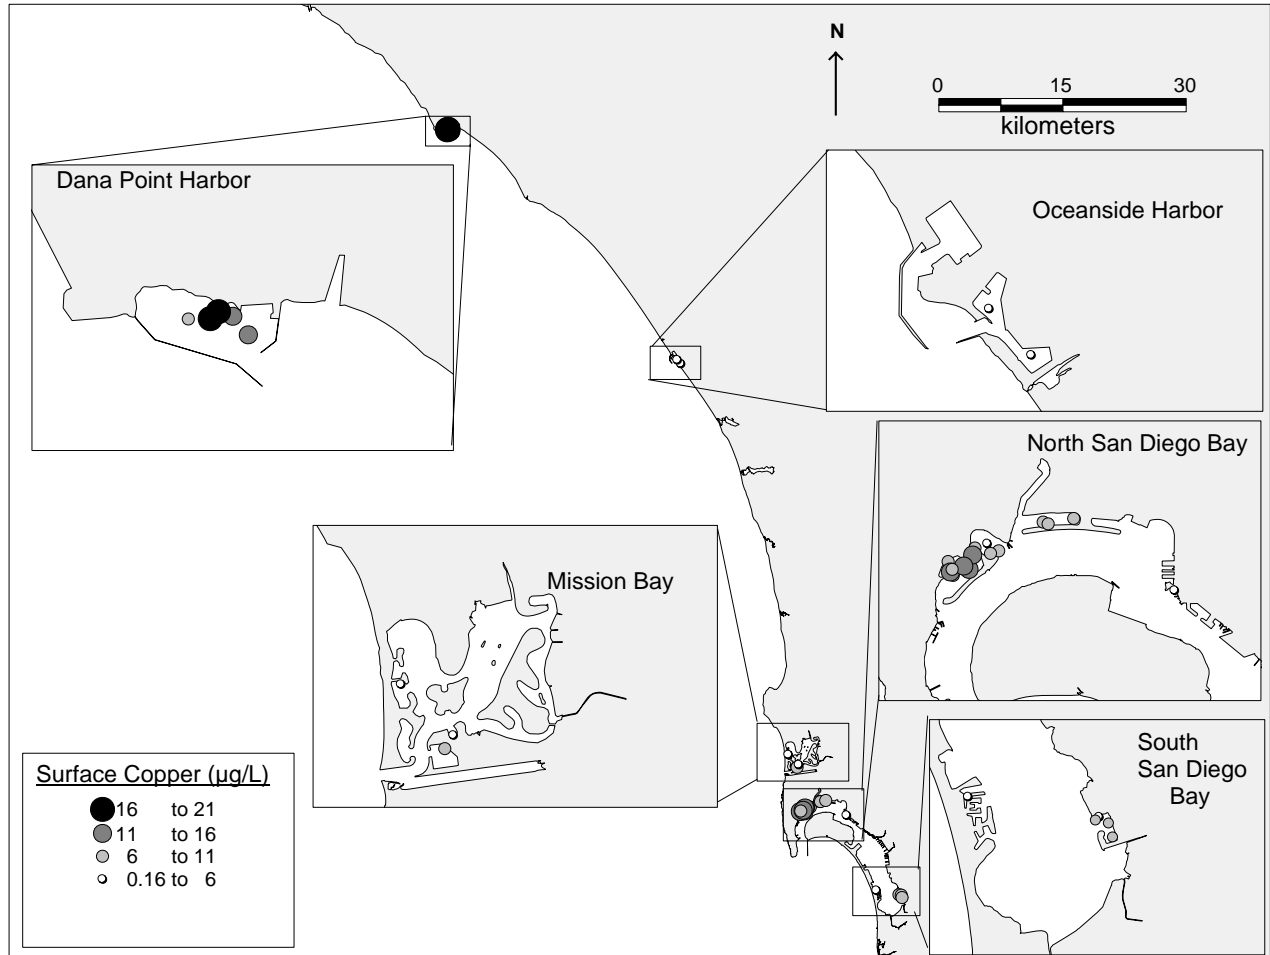 N
0 15 30
kilometers
Dana Point Harbor
Oceanside Harbor
North San Diego Bay
Mission Bay
South
San Diego
Bay
Surface Copper (µg/L)
16 to 21
11 to 16
6 to 11
0.16 to 6